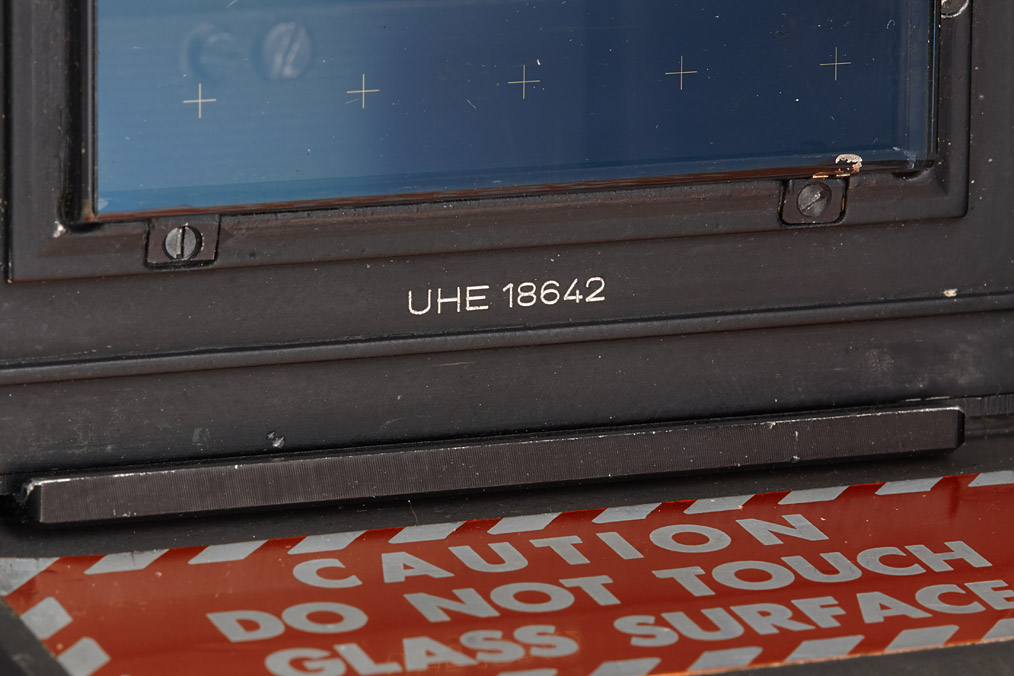 UHE 18642
CAUTION
DO NOT TOUCH
GLASS SURFACE